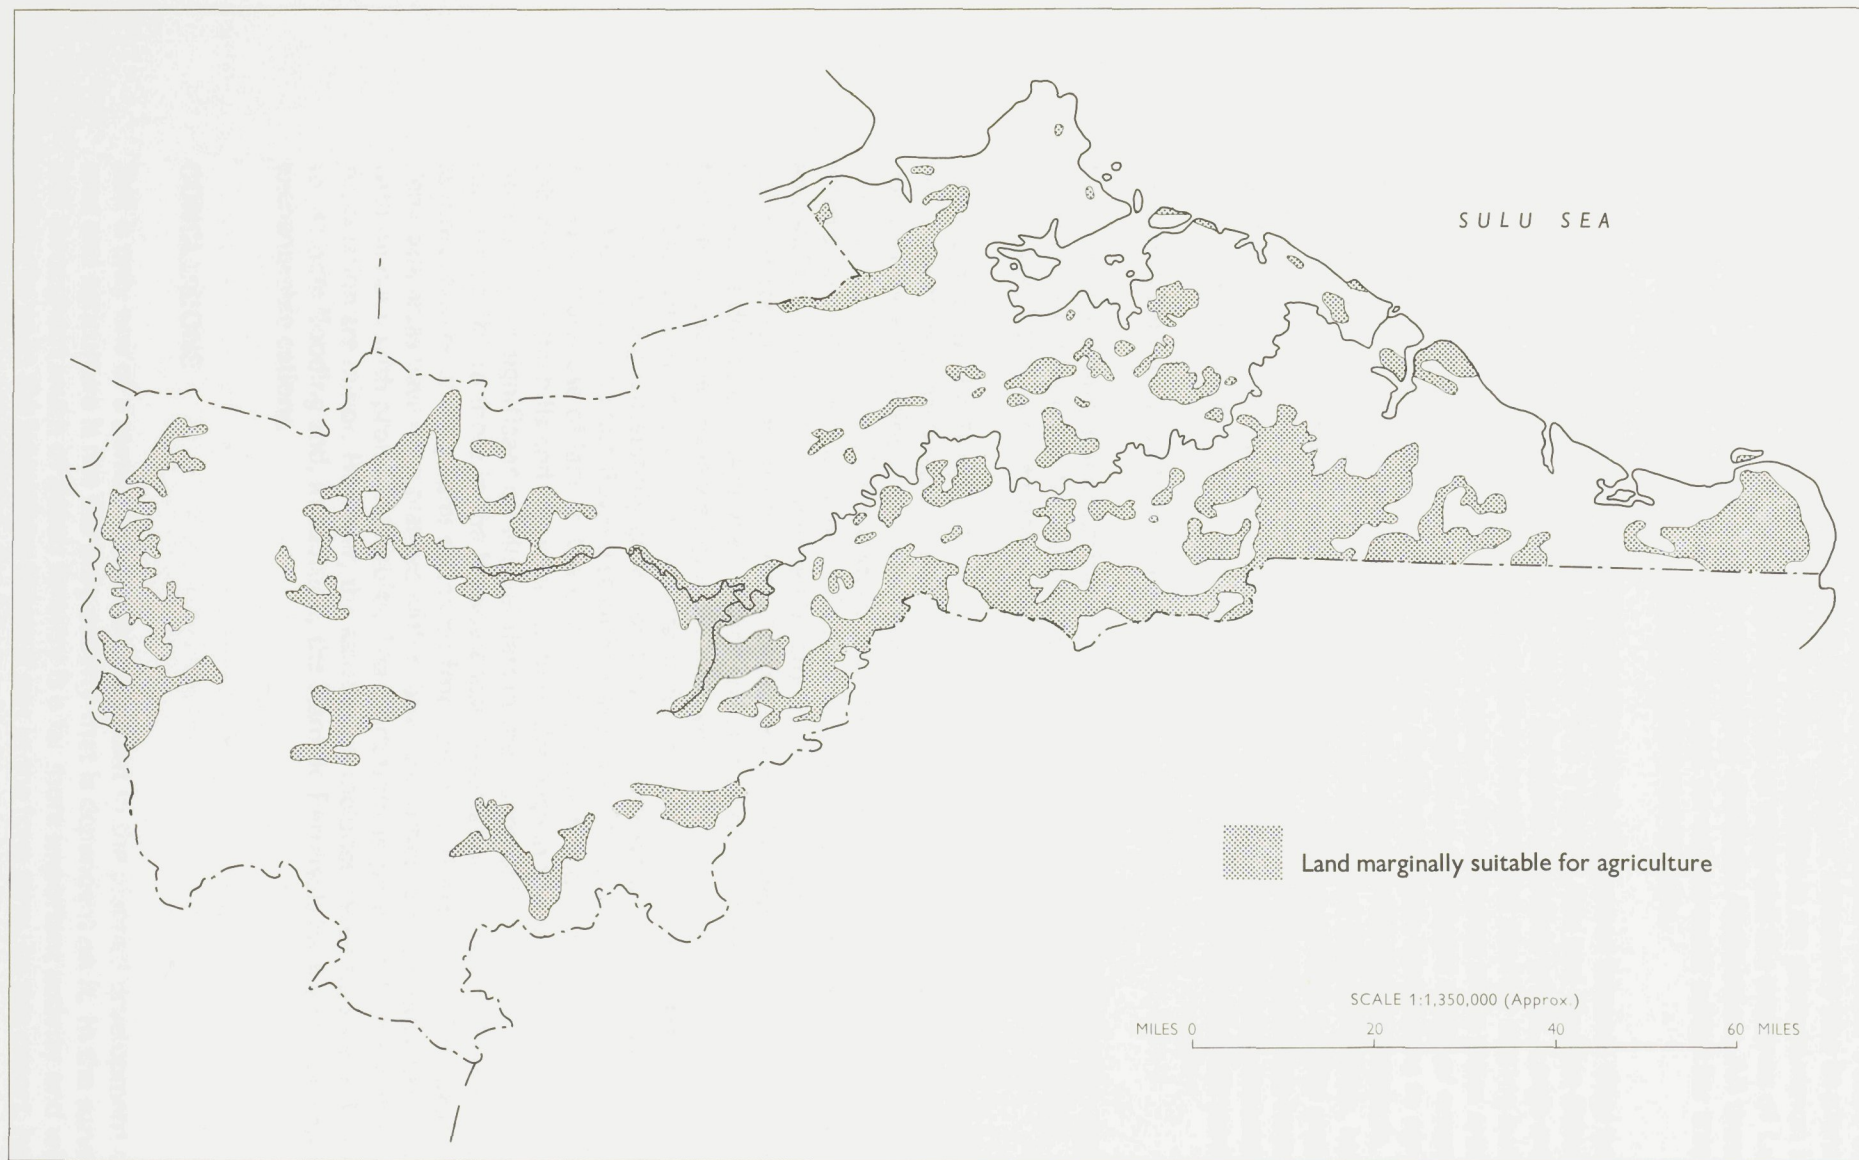 SULU SEA
Land marginally suitable for agriculture
SCALE 1:1,350,000 (Approx.)
MILES 0 20 40 60 MILES